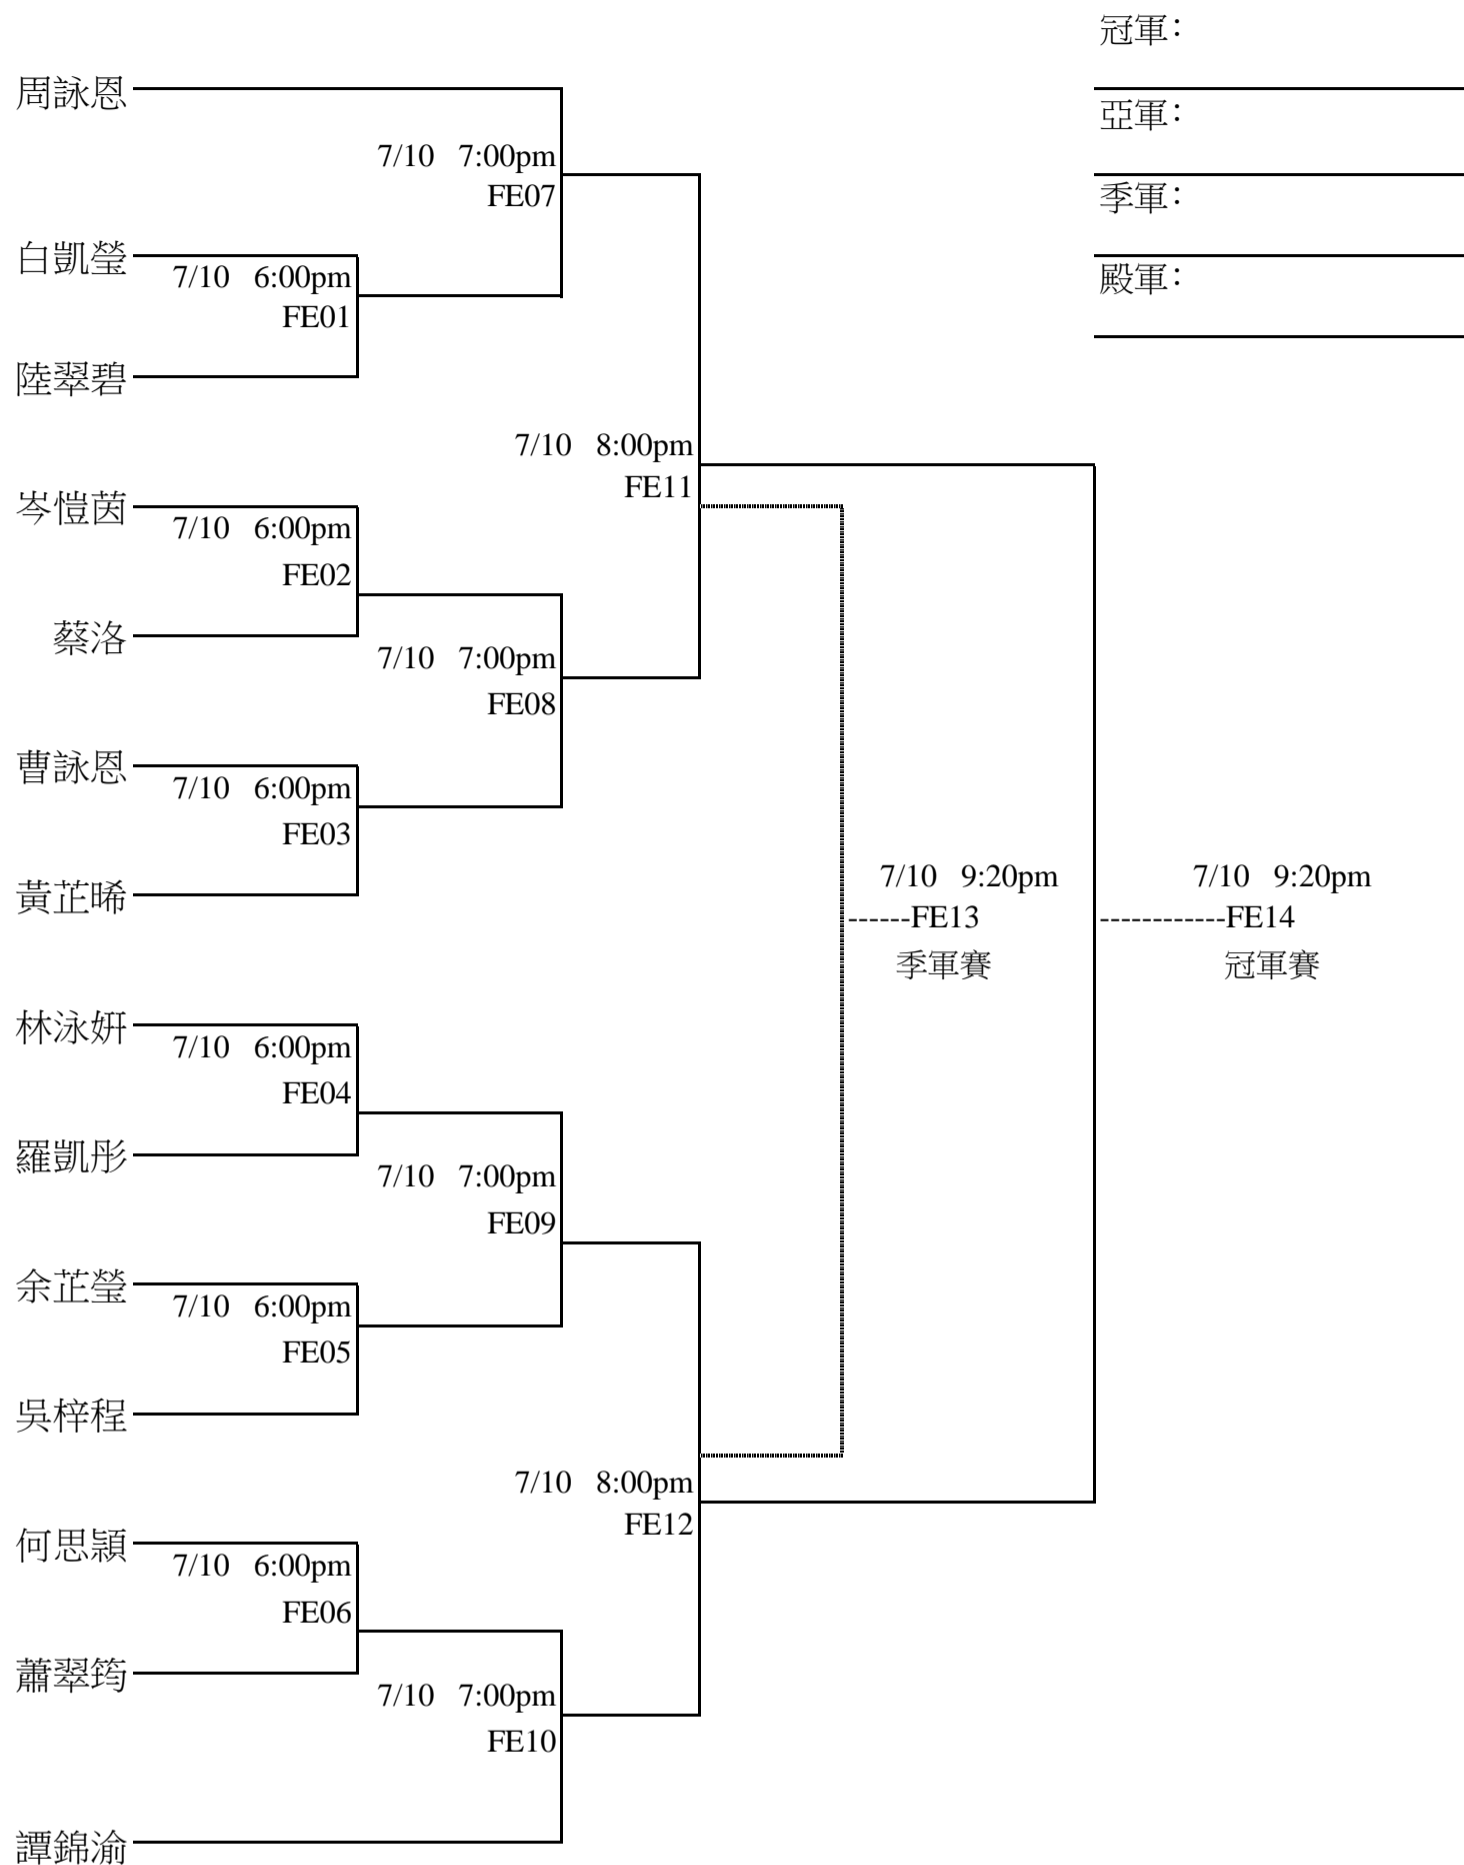 冠軍：
周詠恩
亞軍：
7/10 7:00pm
FE07
季軍：
白凱瑩
7/10 6:00pm
FE01
殿軍：
陸翠碧
7/10 8:00pm
FE11
岑愷茵
7/10 6:00pm
FE02
蔡洛
7/10 7:00pm
FE08
曹詠恩
7/10 6:00pm
FE03
黃芷晞
7/10 9:20pm
------FE13
季軍賽
7/10 9:20pm
------------FE14
冠軍賽
林泳妍
7/10 6:00pm
FE04
羅凱彤
7/10 7:00pm
FE09
余芷瑩
7/10 6:00pm
FE05
吳梓程
7/10 8:00pm
FE12
何思穎
7/10 6:00pm
FE06
蕭翠筠
7/10 7:00pm
FE10
譚錦渝